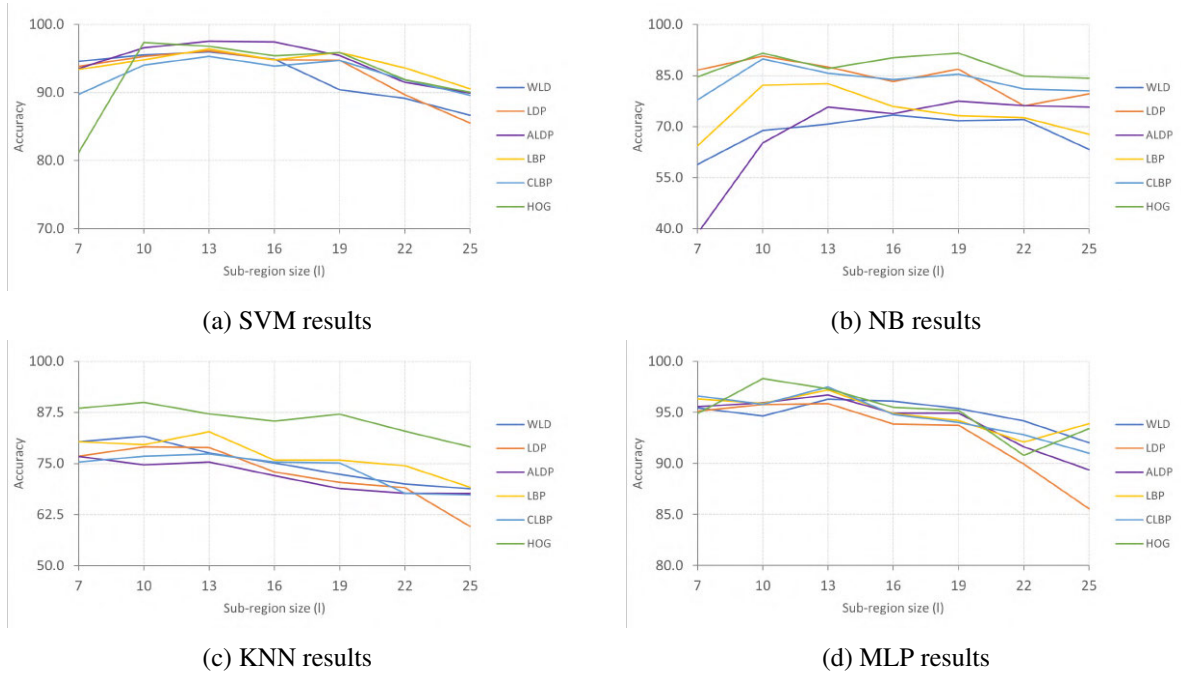 100.0
90.0
80.0
70.0
Accuracy
7 10 13 16 19 22 25
Sub-region size (l)
WLD
LDP
ALDP
LBP
CLBP
HOG
(a) SVM results
100.0
85.0
70.0
55.0
40.0
Accuracy
7 10 13 16 19 22 25
Sub-region size (l)
WLD
LDP
ALDP
LBP
CLBP
HOG
(b) NB results
100.0
87.5
75.0
62.5
50.0
Accuracy
7 10 13 16 19 22 25
Sub-region size (l)
WLD
LDP
ALDP
LBP
CLBP
HOG
(c) KNN results
100.0
95.0
90.0
85.0
80.0
Accuracy
7 10 13 16 19 22 25
Sub-region size (l)
WLD
LDP
ALDP
LBP
CLBP
HOG
(d) MLP results